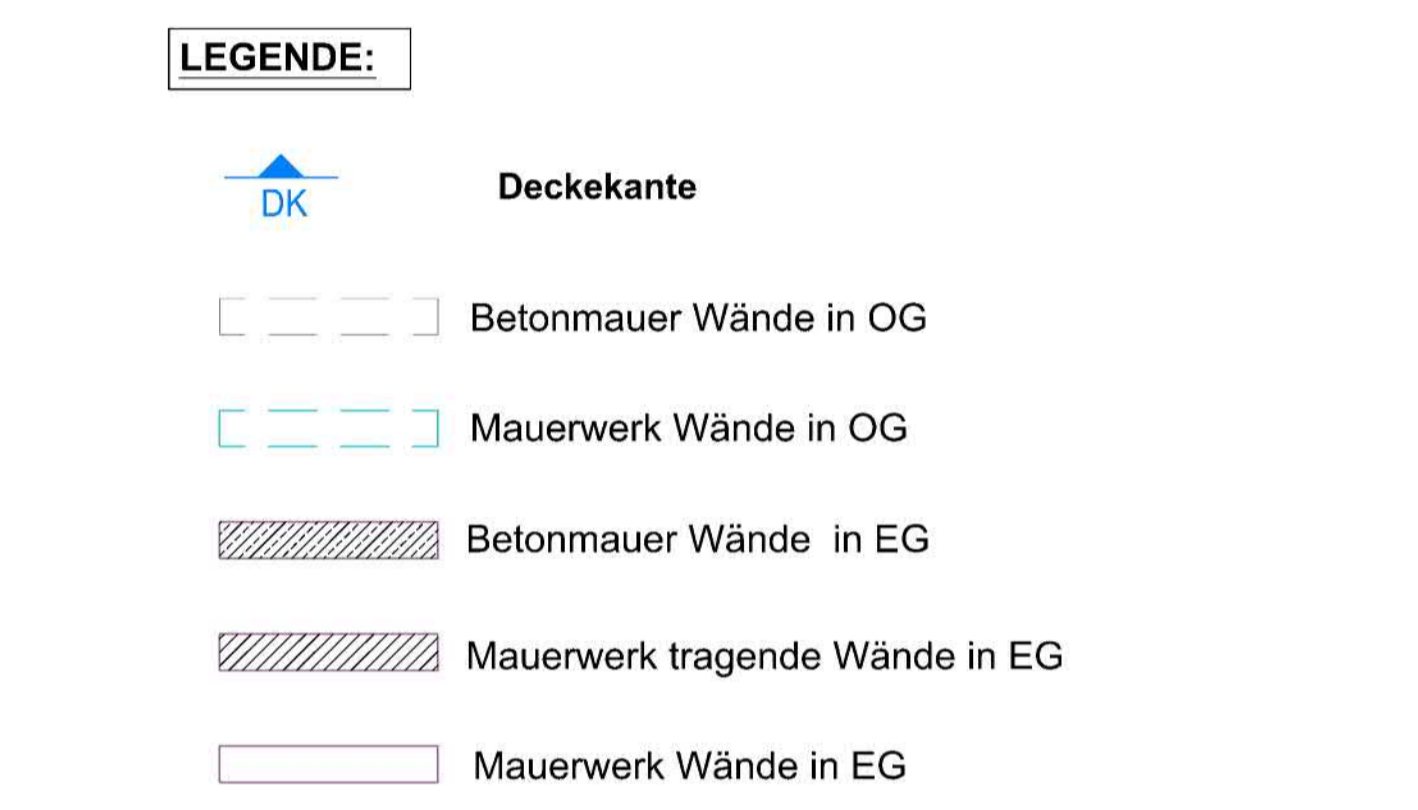 LEGENDE:
DK
Deckekante
Betonmauer Wände in OG
Mauerwerk Wände in OG
Betonmauer Wände  in EG
Mauerwerk tragende Wände in EG
Mauerwerk Wände in EG